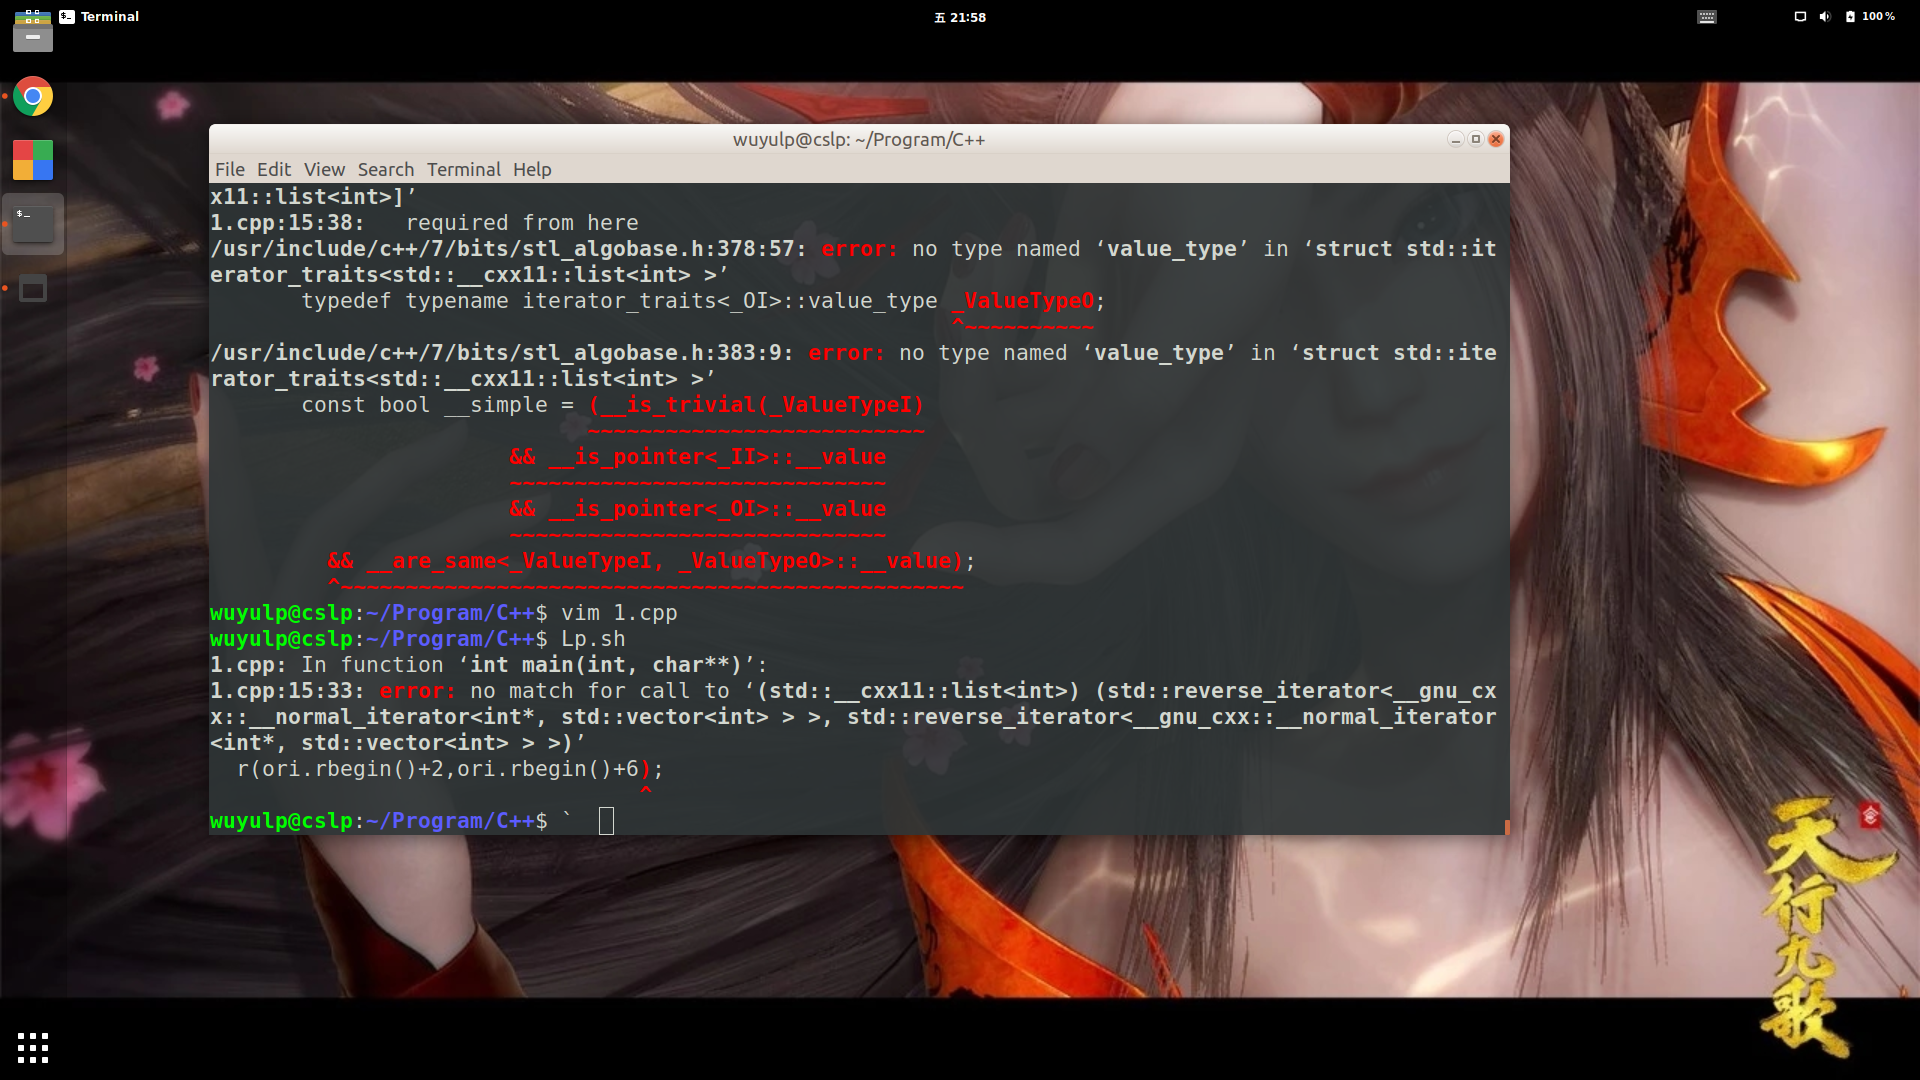 Terminal
五 21:58
100 %
wuyulp@cslp: ~/Program/C++
File Edit View Search Terminal Help
x11::list<int>]’
1.cpp:15:38:   required from here
/usr/include/c++/7/bits/stl_algobase.h:378:57: error: no type named ‘value_type’ in ‘struct std::it
erator_traits<std::__cxx11::list<int> >’
       typedef typename iterator_traits<_OI>::value_type _ValueTypeO;
                                                         ^~~~~~~~~~~
/usr/include/c++/7/bits/stl_algobase.h:383:9: error: no type named ‘value_type’ in ‘struct std::ite
rator_traits<std::__cxx11::list<int> >’
       const bool __simple = (__is_trivial(_ValueTypeI)
                             ~~~~~~~~~~~~~~~~~~~~~~~~~~
                       && __is_pointer<_II>::__value
                       ~~~~~~~~~~~~~~~~~~~~~~~~~~~~~
                       && __is_pointer<_OI>::__value
                       ~~~~~~~~~~~~~~~~~~~~~~~~~~~~~
         && __are_same<_ValueTypeI, _ValueTypeO>::__value);
         ^~~~~~~~~~~~~~~~~~~~~~~~~~~~~~~~~~~~~~~~~~~~~~~~~
wuyulp@cslp:~/Program/C++$ vim 1.cpp
wuyulp@cslp:~/Program/C++$ Lp.sh
1.cpp: In function ‘int main(int, char**)’:
1.cpp:15:33: error: no match for call to ‘(std::__cxx11::list<int>) (std::reverse_iterator<__gnu_cx
x::__normal_iterator<int*, std::vector<int> > >, std::reverse_iterator<__gnu_cxx::__normal_iterator
<int*, std::vector<int> > >)’
  r(ori.rbegin()+2,ori.rbegin()+6);
                                 ^
wuyulp@cslp:~/Program/C++$ `
天行九歌